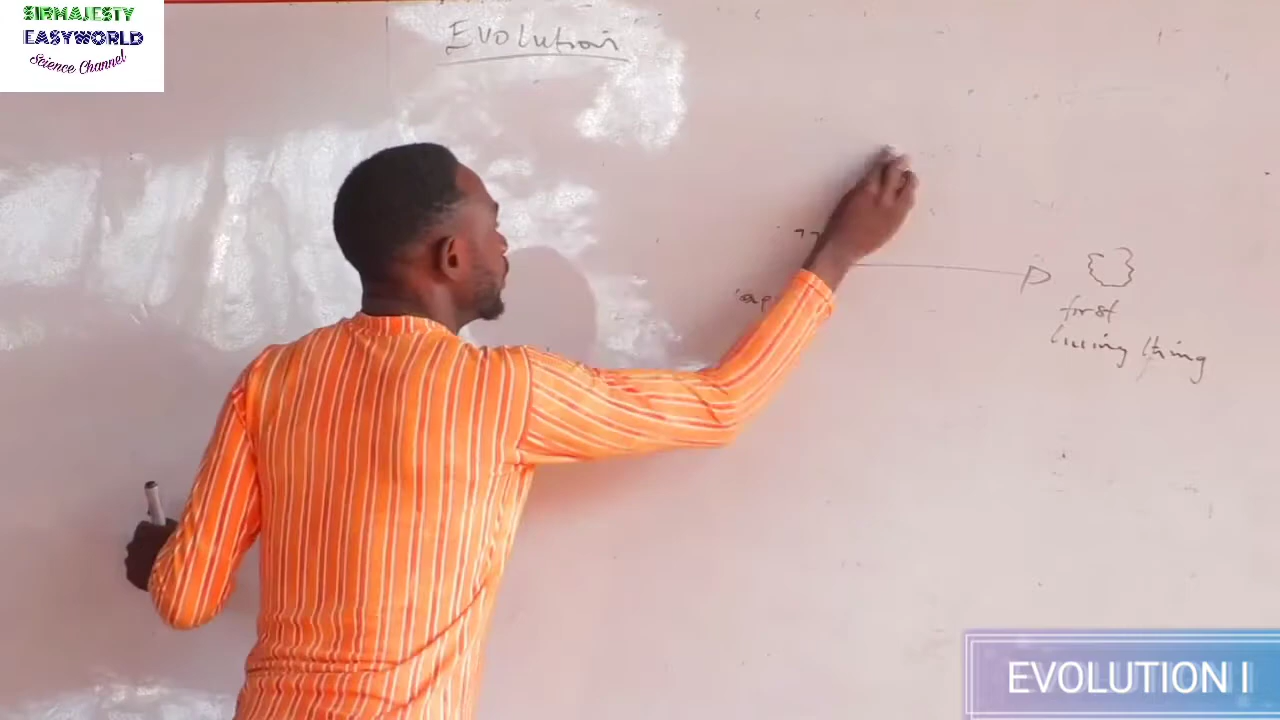 SIRMAJESTY
EASYWORLD
Science Channel
Evolution
first
living thing
EVOLUTION I